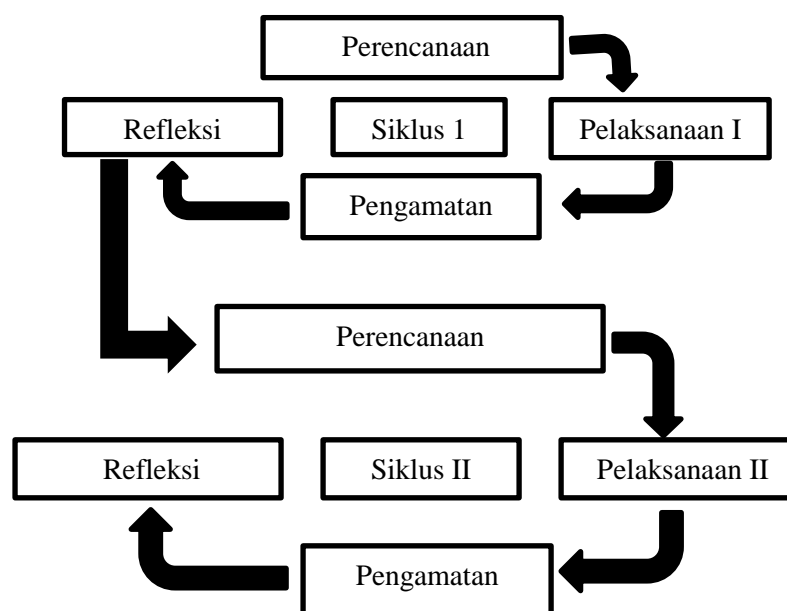 Perencanaan
Refleksi
Siklus 1
Pelaksanaan I
Pengamatan
Perencanaan
Refleksi
Siklus II
Pelaksanaan II
Pengamatan